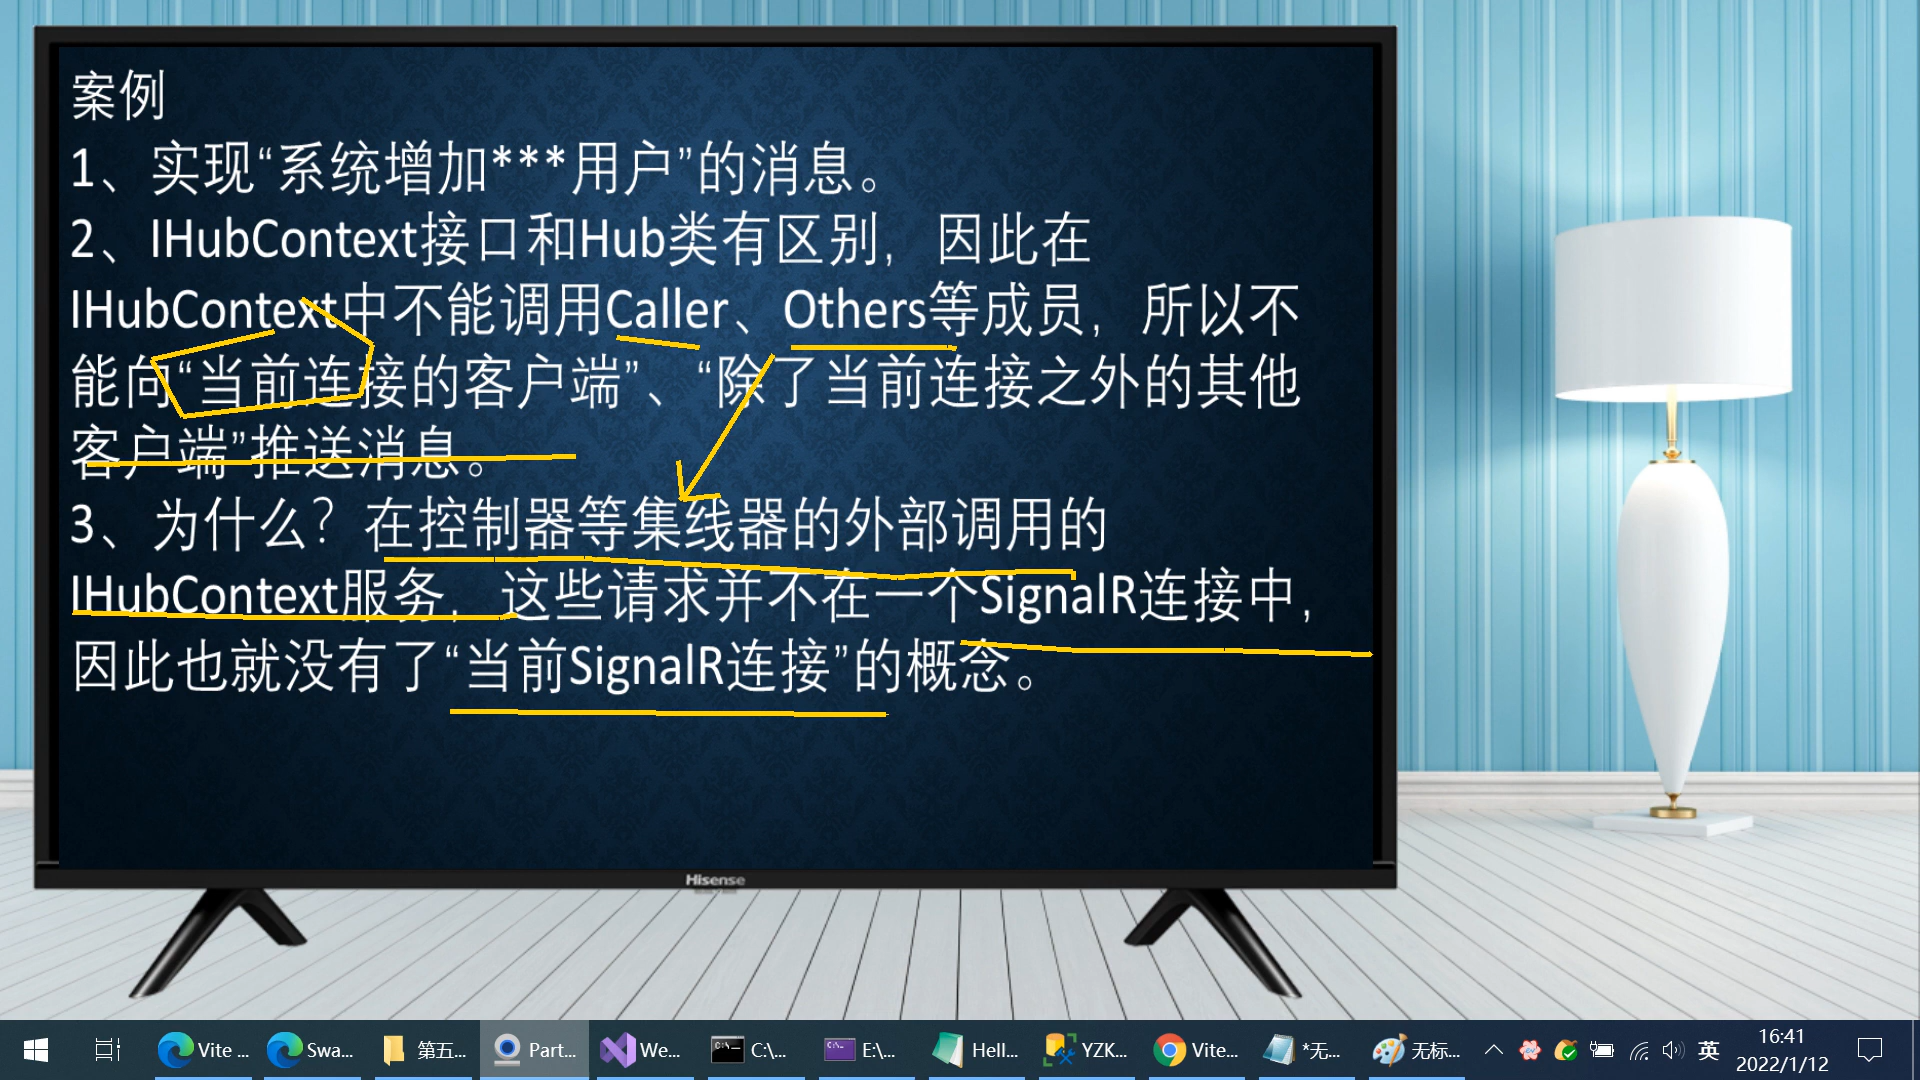 案例
1、实现“系统增加***用户”的消息。
2、IHubContext接口和Hub类有区别，因此在
IHubContext中不能调用Caller、Others等成员，所以不
能向“当前连接的客户端”、“除了当前连接之外的其他
客户端”推送消息。
3、为什么？在控制器等集线器的外部调用的
IHubContext服务，这些请求并不在一个SignalR连接中，
因此也就没有了“当前SignalR连接”的概念。
Hisense
Vite ...
Swa...
第五...
Part...
We...
C:\...
E:\...
Hell...
YZK...
Vite...
*无...
无标...
英
16:41
2022/1/12